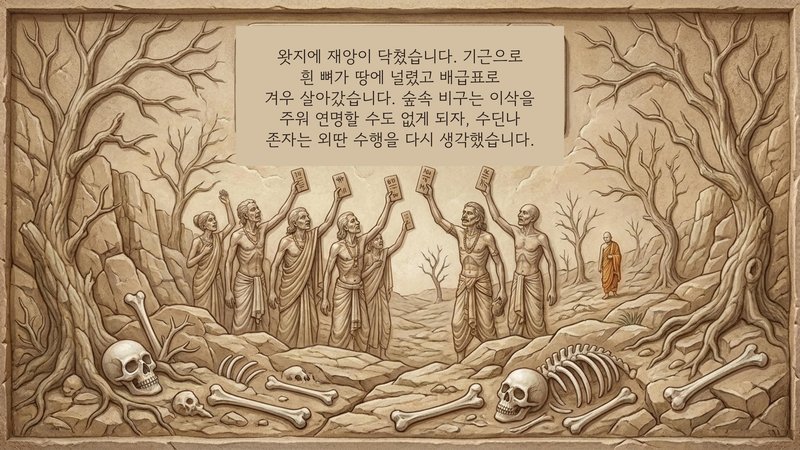 왓지에 재앙이 닥쳤습니다. 기근으로
흰 뼈가 땅에 널렸고 배급표로
겨우 살아갔습니다. 숲속 비구는 이삭을
주워 연명할 수도 없게 되자, 수딘나
존자는 외딴 수행을 다시 생각했습니다.